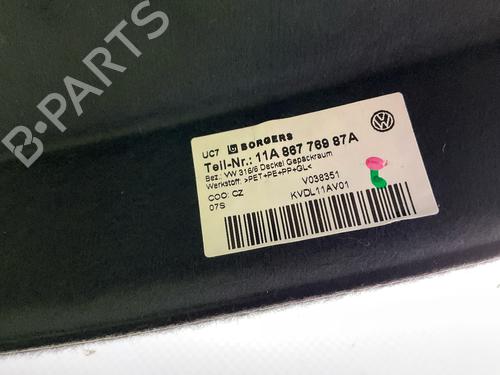 B-PARTS
UC7 BORGERS
Teil-Nr.: 11A 867 769 87A
Bez.: VW 316/6 Deckel Gepäckraum
Werkstoff: >PET+PE+PP+GL<
COO: CZ V038351
07S KVDL11AV01